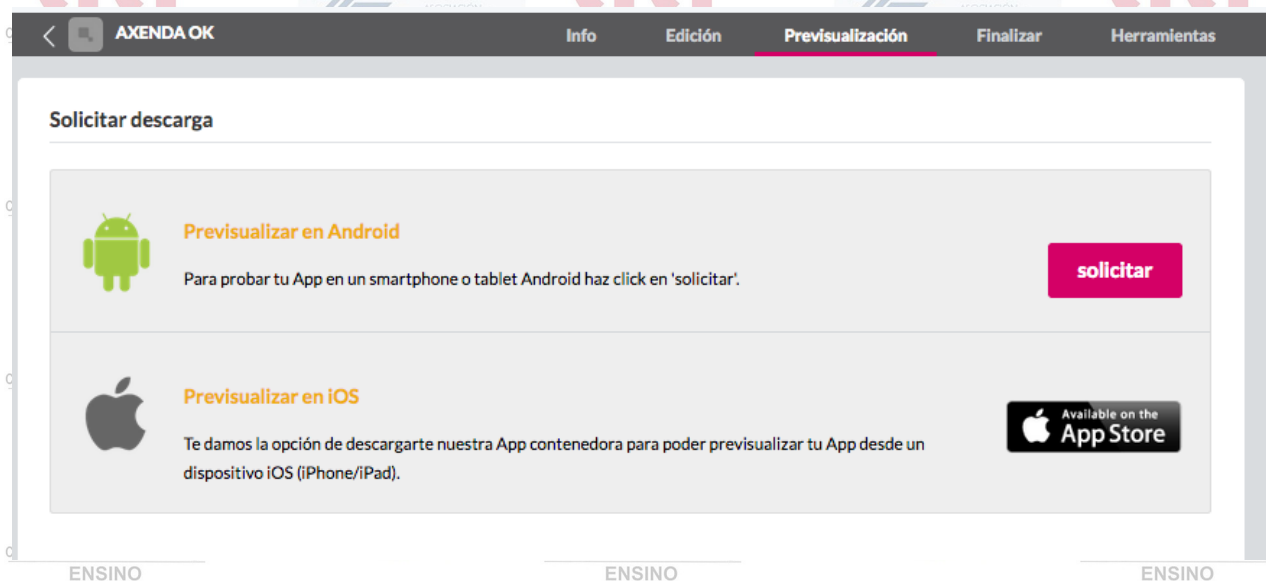 AXENDA OK
Info
Edición
Previsualización
Finalizar
Herramientas
Solicitar descarga
Previsualizar en Android
Para probar tu App en un smartphone o tablet Android haz click en 'solicitar'.
solicitar
Previsualizar en iOS
Te damos la opción de descargarte nuestra App contenedora para poder previsualizar tu App desde un
dispositivo iOS (iPhone/iPad).
Available on the
App Store
ENSINO
ENSINO
ENSINO